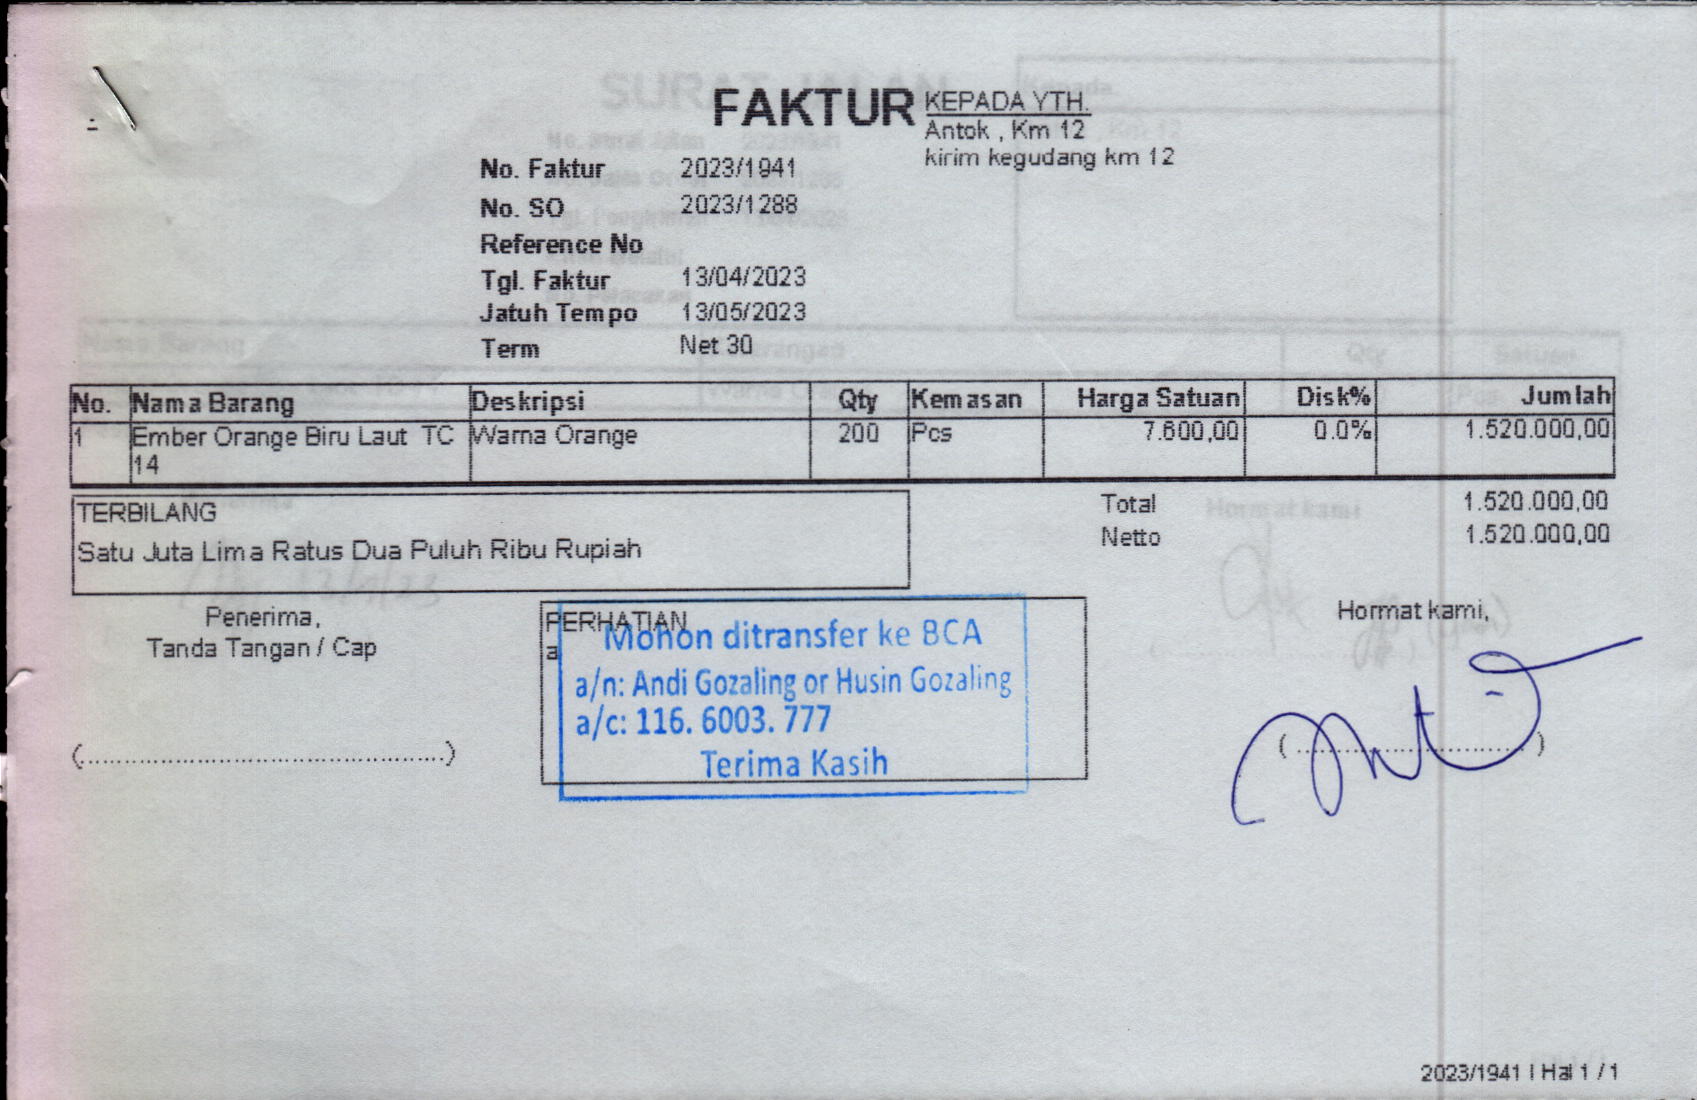 FAKTUR
KEPADA YTH.
Antok , Km 12
kirim kegudang km 12
No. Faktur 2023/1941
No. SO 2023/1288
Reference No
Tgl. Faktur 13/04/2023
Jatuh Tempo 13/05/2023
Term Net 30
No. Nama Barang Deskripsi Qty Kemasan Harga Satuan Disk% Jumlah
1 Ember Orange Biru Laut TC Warna Orange 200 Pcs 7.600,00 0.0% 1.520.000,00
14
TERBILANG
Satu Juta Lima Ratus Dua Puluh Ribu Rupiah
Total 1.520.000,00
Netto 1.520.000,00
Penerima,
Tanda Tangan / Cap
PERHATIAN
Mohon ditransfer ke BCA
a/n: Andi Gozaling or Husin Gozaling
a/c: 116. 6003. 777
Terima Kasih
Hormat kami,
2023/1941 | Hal 1 / 1